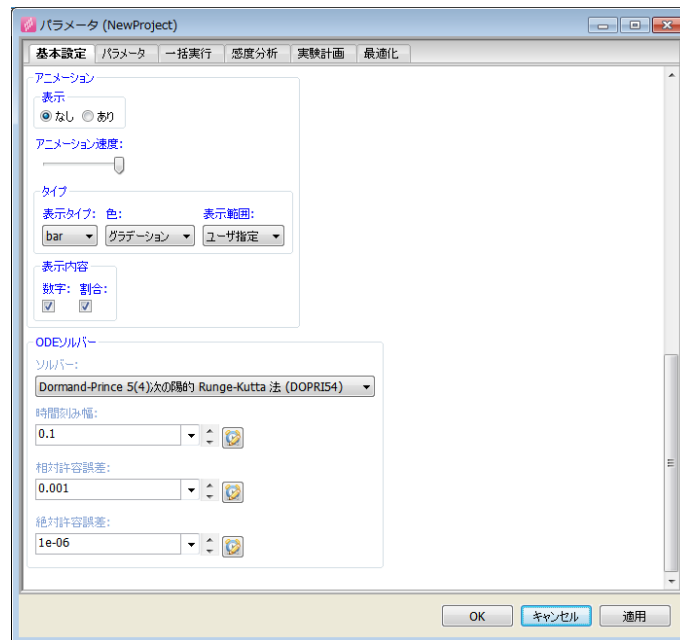 パラメータ (NewProject)
基本設定 パラメータ 一括実行 感度分析 実験計画 最適化
アニメーション
表示
なし あり
アニメーション速度:
タイプ
表示タイプ: 色: 表示範囲:
bar グラデーション ユーザ指定
表示内容
数字: 割合:
ODEソルバー
ソルバー:
Dormand-Prince 5(4)次の陽的 Runge-Kutta 法 (DOPRI54)
時間刻み幅:
0.1
相対許容誤差:
0.001
絶対許容誤差:
1e-06
OK キャンセル 適用